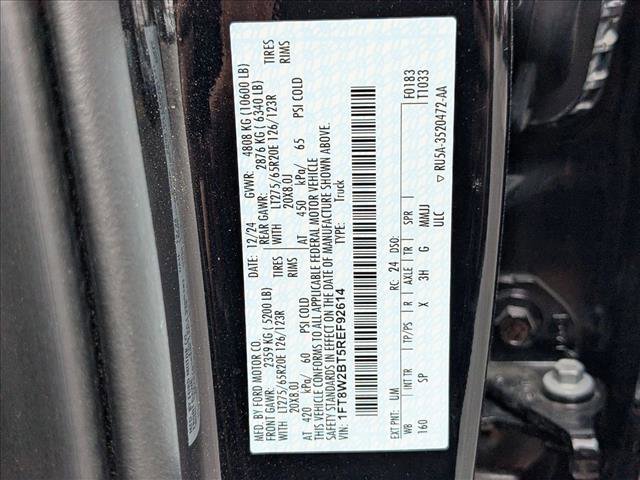 MFD. BY FORD MOTOR CO. DATE: 12/24 GVWR: 4808 KG (10600 LB)
FRONT GAWR: 2359 KG (5200 LB) REAR GAWR: 2876 KG (6340 LB)
WITH LT275/65R20E 126/123R TIRES WITH LT275/65R20E 126/123R TIRES
20X8.0J RIMS 20X8.0J RIMS
AT 420 kPa/ 60 PSI COLD AT 450 kPa/ 65 PSI COLD
THIS VEHICLE CONFORMS TO ALL APPLICABLE FEDERAL MOTOR VEHICLE
SAFETY STANDARDS IN EFFECT ON THE DATE OF MANUFACTURE SHOWN ABOVE.
VIN: 1FT8W2BT5REF92614 TYPE: Truck
F0183
T1033
EXT PNT: UM RC: 24 DSO:
WB INT TR TP/PS R AXLE TR SPR
160 SP X 3H G MMJJ
ULC
▽ RU5A-3520472-AA